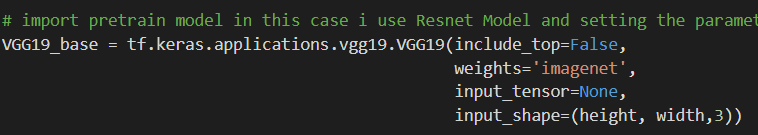 # import pretrain model in this case i use Resnet Model and setting the
VGG19_base = tf.keras.applications.vgg19.VGG19(include_top=False,
weights='imagenet',
input_tensor=None,
input_shape=(height, width,3))